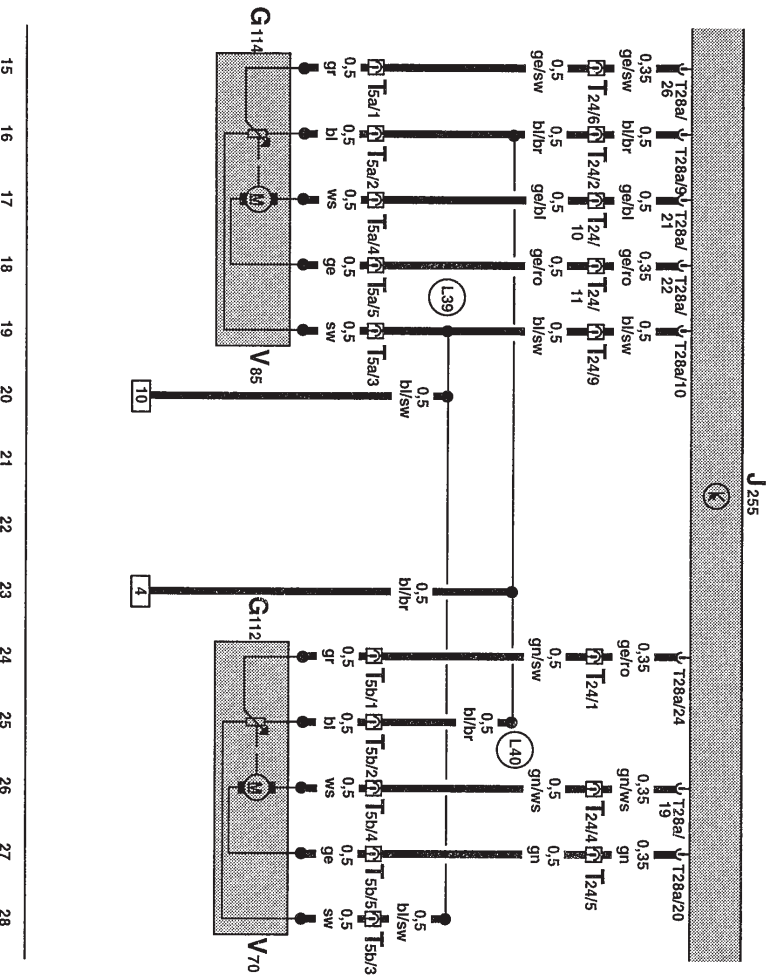 J 255
K
T28a/ T28a/9 T28a/ T28a/ T28a/10 T28a/24 T28a/ T28a/20
26 21 22 19
0,35 0,5 0,5 0,35 0,5 0,35 0,35 0,35
ge/sw bl/br ge/bl ge/ro bl/sw ge/ro gn/ws gn
T24/6 T24/2 T24/ T24/ T24/9 T24/1 T24/4 T24/5
10 11
0,5 0,5 0,5 0,5 0,5 0,5 0,5 0,5
ge/sw bl/br ge/bl ge/ro bl/sw gn/sw gn/ws gn
L40
0,5
bl/br
L39
0,5 0,5 0,5
bl/sw bl/br bl/sw
T5a/1 T5a/2 T5a/4 T5a/5 T5a/3 T5b/1 T5b/2 T5b/4 T5b/5 T5b/3
0,5 0,5 0,5 0,5 0,5 0,5 0,5 0,5 0,5 0,5
gr bl ws ge sw gr bl ws ge sw
G114 M V85 G112 M V70
10 4
15 16 17 18 19 20 21 22 23 24 25 26 27 28